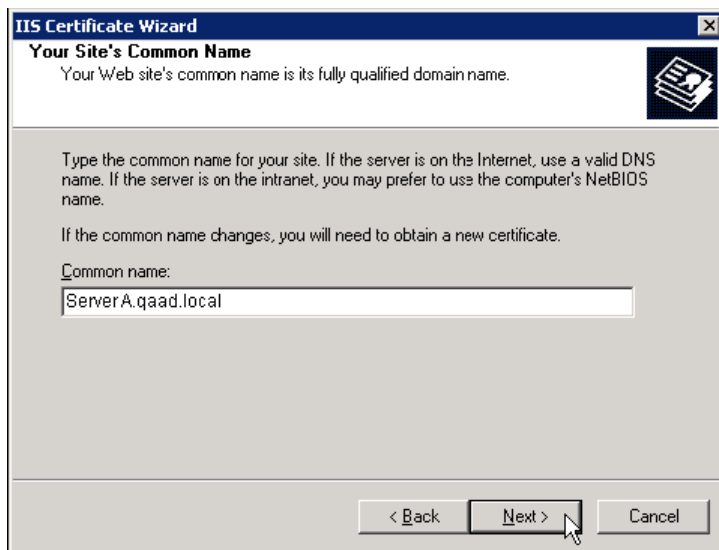 IIS Certificate Wizard
Your Site's Common Name
Your Web site's common name is its fully qualified domain name.
Type the common name for your site. If the server is on the Internet, use a valid DNS
name. If the server is on the intranet, you may prefer to use the computer's NetBIOS
name.
If the common name changes, you will need to obtain a new certificate.
Common name:
ServerA.qaad.local
< Back Next > Cancel